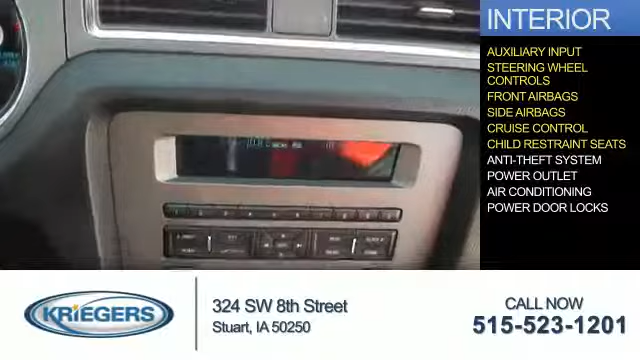 INTERIOR
AUXILIARY INPUT
STEERING WHEEL
CONTROLS
FRONT AIRBAGS
SIDE AIRBAGS
CRUISE CONTROL
CHILD RESTRAINT SEATS
ANTI-THEFT SYSTEM
POWER OUTLET
AIR CONDITIONING
POWER DOOR LOCKS
KRIEGERS
324 SW 8th Street
Stuart, IA 50250
CALL NOW
515-523-1201